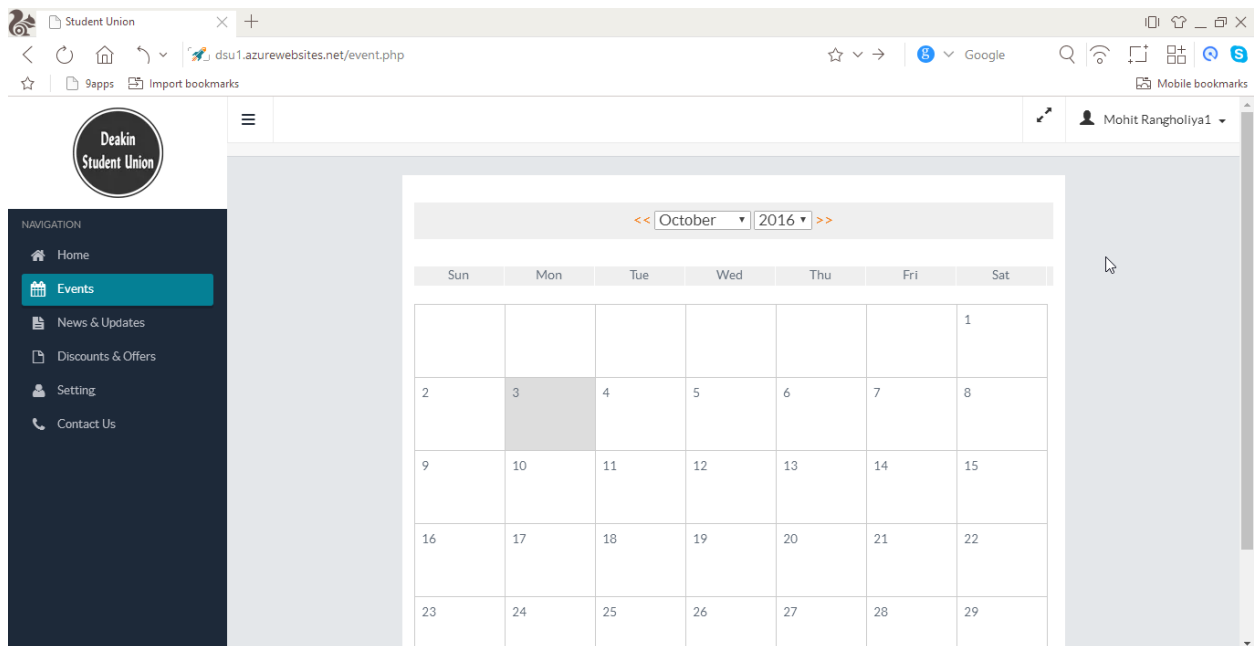 Student Union
dsu1.azurewebsites.net/event.php
g Google
9apps Import bookmarks Mobile bookmarks
Deakin
Student Union
Mohit Rangholiya1
NAVIGATION
Home
Events
News & Updates
Discounts & Offers
Setting
Contact Us
<< October 2016 >>
Sun Mon Tue Wed Thu Fri Sat
1
2 3 4 5 6 7 8
9 10 11 12 13 14 15
16 17 18 19 20 21 22
23 24 25 26 27 28 29